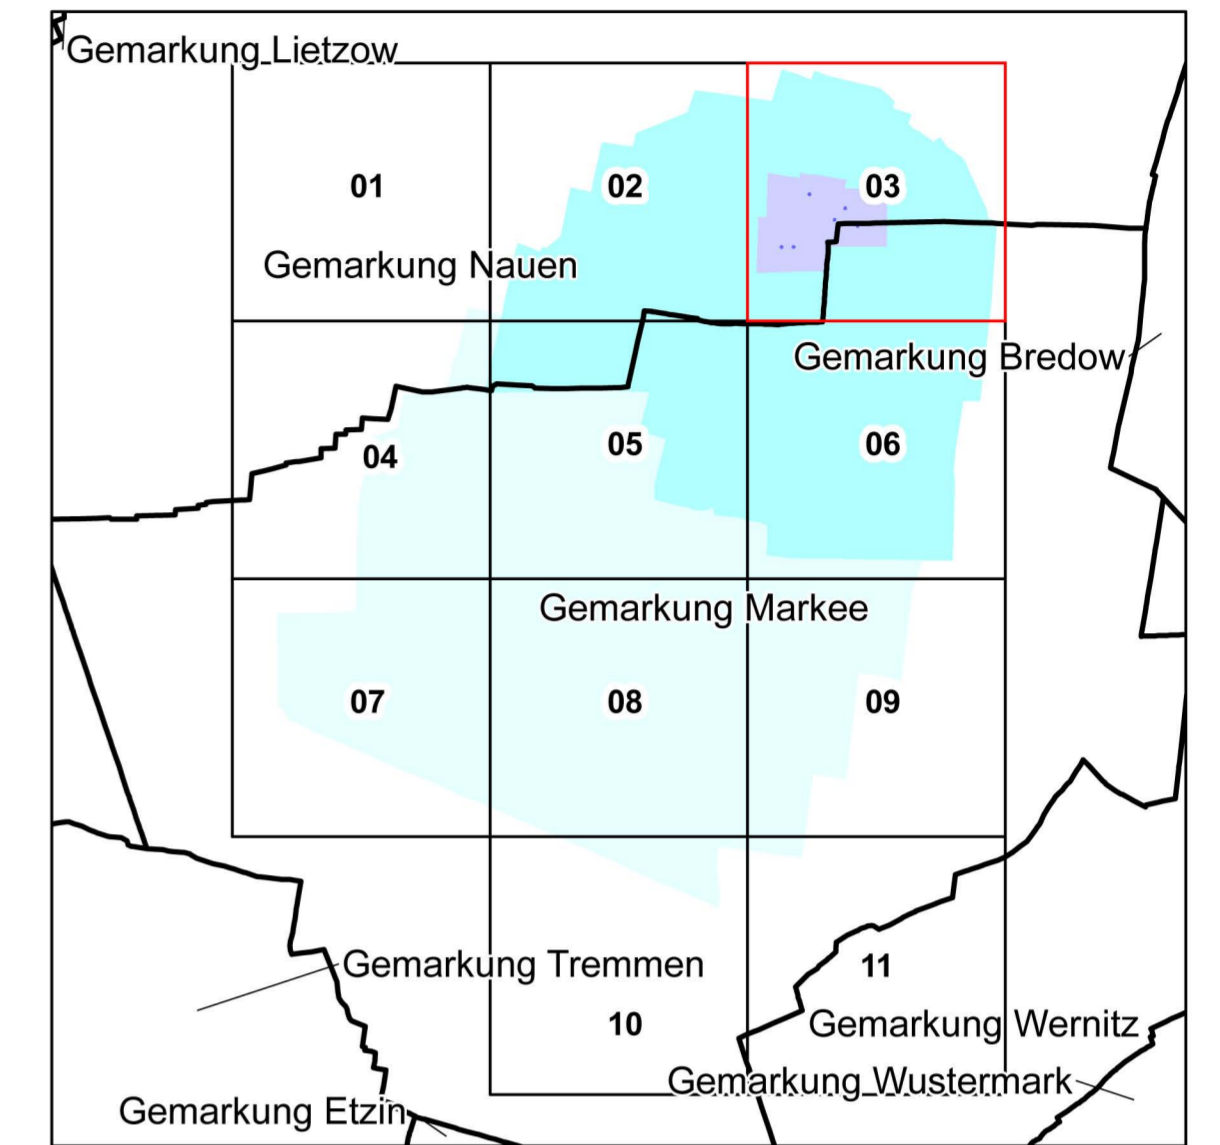 Gemarkung Lietzow
01
02
03
Gemarkung Nauen
Gemarkung Bredow
04
05
06
Gemarkung Markee
07
08
09
Gemarkung Tremmen
11
10
Gemarkung Wernitz
Gemarkung Wustermark
Gemarkung Etzin